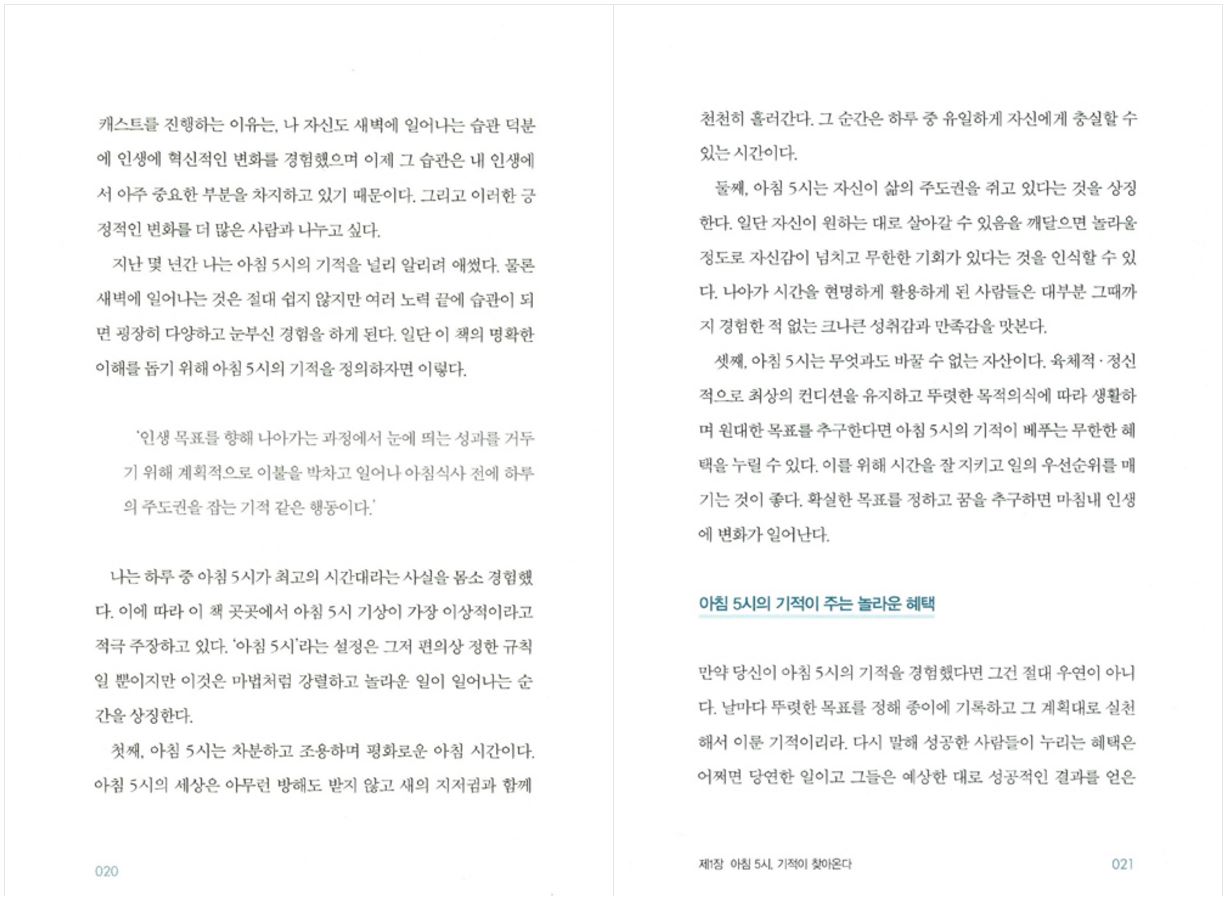 캐스트를 진행하는 이유는, 나 자신도 새벽에 일어나는 습관 덕분
에 인생에 혁신적인 변화를 경험했으며 이제 그 습관은 내 인생에
서 아주 중요한 부분을 차지하고 있기 때문이다. 그리고 이러한 긍
정적인 변화를 더 많은 사람과 나누고 싶다.
지난 몇 년간 나는 아침 5시의 기적을 널리 알리려 애썼다. 물론
새벽에 일어나는 것은 절대 쉽지 않지만 여러 노력 끝에 습관이 되
면 굉장히 다양하고 눈부신 경험을 하게 된다. 일단 이 책의 명확한
이해를 돕기 위해 아침 5시의 기적을 정의하자면 이렇다.
‘인생 목표를 향해 나아가는 과정에서 눈에 띄는 성과를 거두
기 위해 계획적으로 이불을 박차고 일어나 아침식사 전에 하루
의 주도권을 잡는 기적 같은 행동이다.’
나는 하루 중 아침 5시가 최고의 시간대라는 사실을 몸소 경험했
다. 이에 따라 이 책 곳곳에서 아침 5시 기상이 가장 이상적이라고
적극 주장하고 있다. ‘아침 5시’라는 설정은 그저 편의상 정한 규칙
일 뿐이지만 이것은 마법처럼 강렬하고 놀라운 일이 일어나는 순
간을 상징한다.
첫째, 아침 5시는 차분하고 조용하며 평화로운 아침 시간이다.
아침 5시의 세상은 아무런 방해도 받지 않고 새의 지저귐과 함께
020
천천히 흘러간다. 그 순간은 하루 중 유일하게 자신에게 충실할 수
있는 시간이다.
둘째, 아침 5시는 자신이 삶의 주도권을 쥐고 있다는 것을 상징
한다. 일단 자신이 원하는 대로 살아갈 수 있음을 깨달으면 놀라울
정도로 자신감이 넘치고 무한한 기회가 있다는 것을 인식할 수 있
다. 나아가 시간을 현명하게 활용하게 된 사람들은 대부분 그때까
지 경험한 적 없는 크나큰 성취감과 만족감을 맛본다.
셋째, 아침 5시는 무엇과도 바꿀 수 없는 자산이다. 육체적·정신
적으로 최상의 컨디션을 유지하고 뚜렷한 목적의식에 따라 생활하
며 원대한 목표를 추구한다면 아침 5시의 기적이 베푸는 무한한 혜
택을 누릴 수 있다. 이를 위해 시간을 잘 지키고 일의 우선순위를 매
기는 것이 좋다. 확실한 목표를 정하고 꿈을 추구하면 마침내 인생
에 변화가 일어난다.
아침 5시의 기적이 주는 놀라운 혜택
만약 당신이 아침 5시의 기적을 경험했다면 그건 절대 우연이 아니
다. 날마다 뚜렷한 목표를 정해 종이에 기록하고 그 계획대로 실천
해서 이룬 기적이리라. 다시 말해 성공한 사람들이 누리는 혜택은
어쩌면 당연한 일이고 그들은 예상한 대로 성공적인 결과를 얻은
제1장 아침 5시, 기적이 찾아온다
021